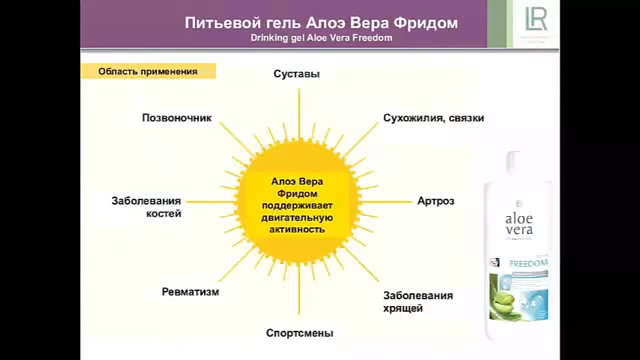 Питьевой гель Алоэ Вера Фридом
Drinking gel Aloe Vera Freedom
LR
Область применения
Суставы
Позвоночник
Сухожилия, связки
Алоэ Вера
Фридом
поддерживает
двигательную
активность
Заболевания
костей
Артроз
Ревматизм
Заболевания
хрящей
Спортсмены
aloe
vera
FREEDOM